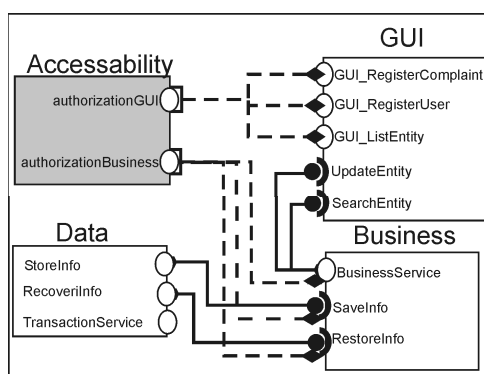 GUI
Accessability
GUI_RegisterComplaint
authorizationGUI
GUI_RegisterUser
GUI_ListEntity
authorizationBusiness
UpdateEntity
SearchEntity
Data
Business
StoreInfo
BusinessService
RecoveriInfo
SaveInfo
TransactionService
RestoreInfo